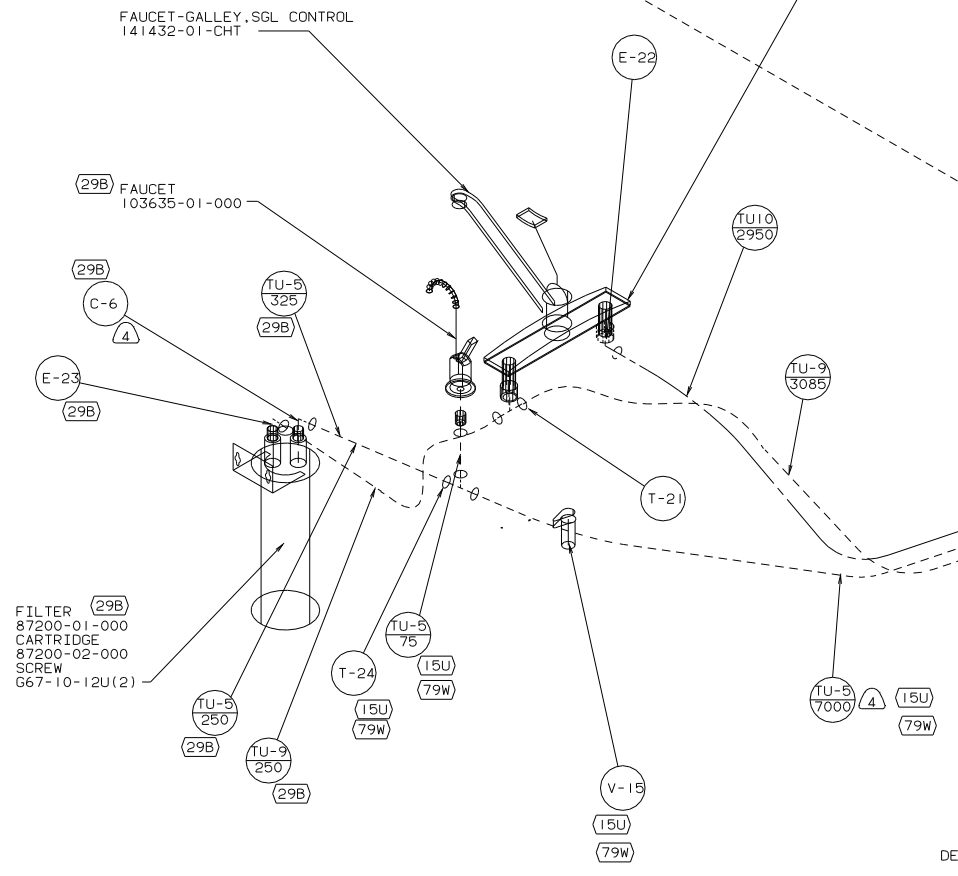 FAUCET-GALLEY,SGL CONTROL
141432-01-CHT
E-22
29B
FAUCET
103635-01-000
TU10
2950
29B
C-6
4
TU-5
325
29B
E-23
29B
TU-9
3085
T-21
FILTER 29B
87200-01-000
CARTRIDGE
87200-02-000
SCREW
G67-10-12U(2)
TU-5
75
15U
79W
T-24
15U
79W
TU-5
250
29B
TU-9
250
29B
TU-5
7000
4
15U
79W
V-15
15U
79W
DE